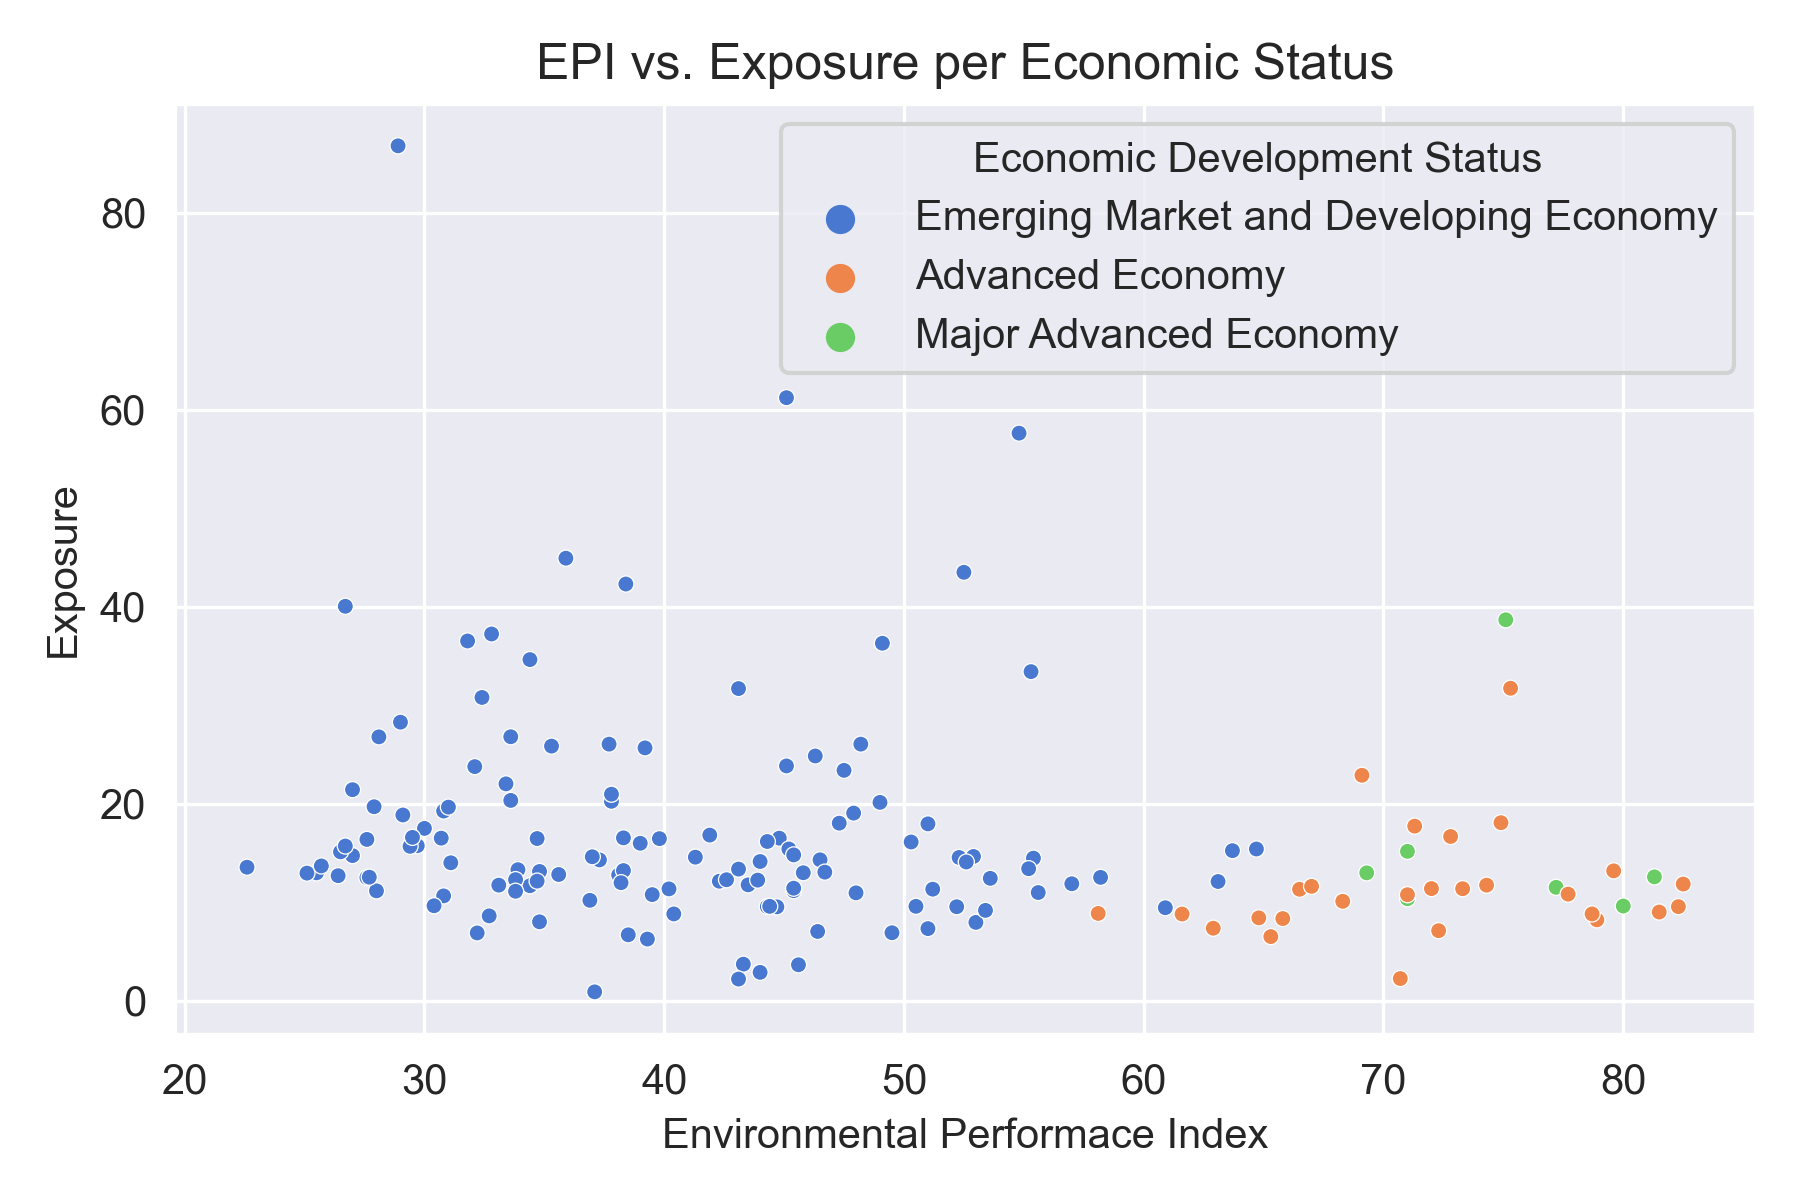 EPI vs. Exposure per Economic Status
Economic Development Status
Emerging Market and Developing Economy
Advanced Economy
Major Advanced Economy
80
60
40
20
0
Exposure
20 30 40 50 60 70 80
Environmental Performace Index